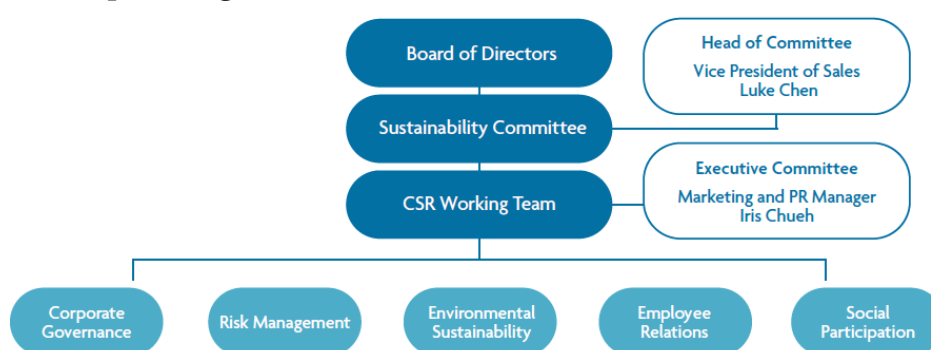 Board of Directors
Head of Committee
Vice President of Sales
Luke Chen
Sustainability Committee
Executive Committee
Marketing and PR Manager
Iris Chueh
CSR Working Team
Corporate
Governance
Risk Management
Environmental
Sustainability
Employee
Relations
Social
Participation